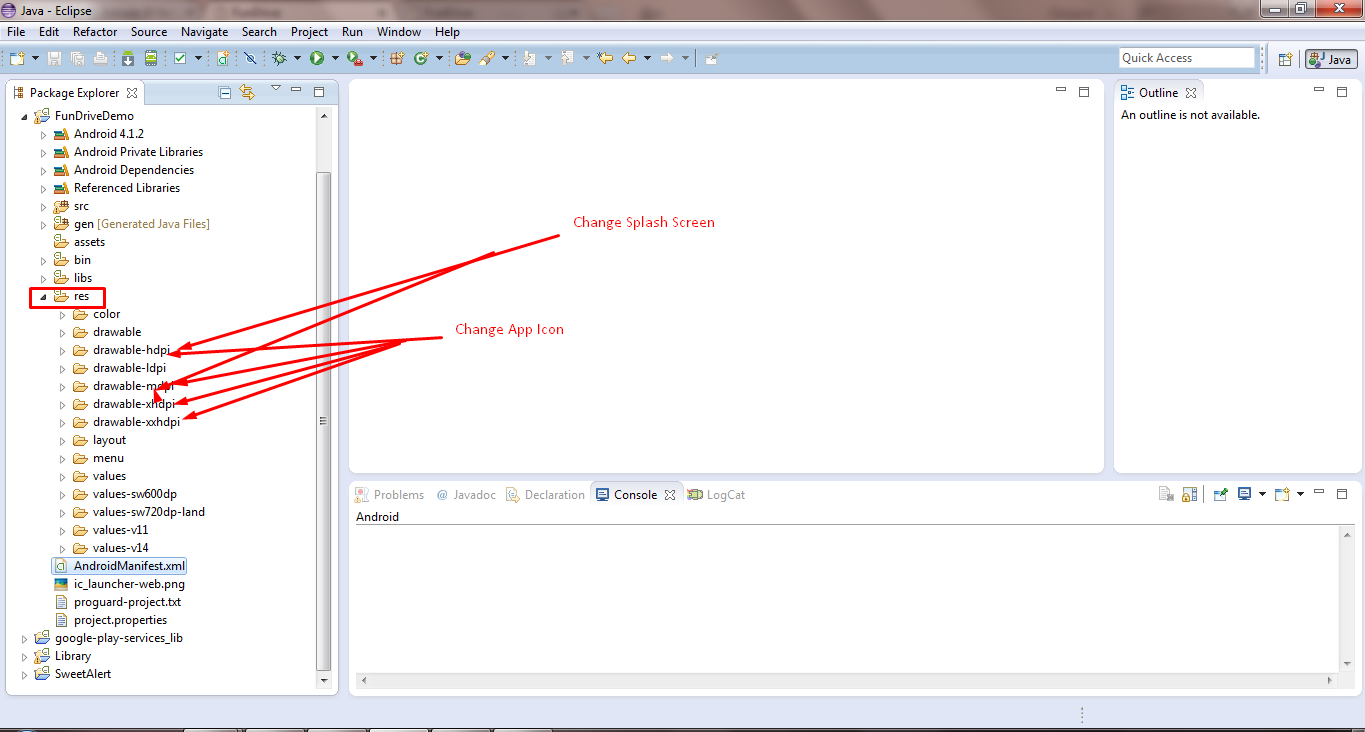 Java - Eclipse
File Edit Refactor Source Navigate Search Project Run Window Help
Quick Access
Java
Package Explorer
FunDriveDemo
Android 4.1.2
Android Private Libraries
Android Dependencies
Referenced Libraries
src
gen [Generated Java Files]
assets
bin
libs
res
color
drawable
drawable-hdpi
drawable-ldpi
drawable-mdpi
drawable-xhdpi
drawable-xxhdpi
layout
menu
values
values-sw600dp
values-sw720dp-land
values-v11
values-v14
AndroidManifest.xml
ic_launcher-web.png
proguard-project.txt
project.properties
google-play-services_lib
Library
SweetAlert
Change Splash Screen
Change App Icon
Outline
An outline is not available.
Problems @ Javadoc Declaration Console LogCat
Android